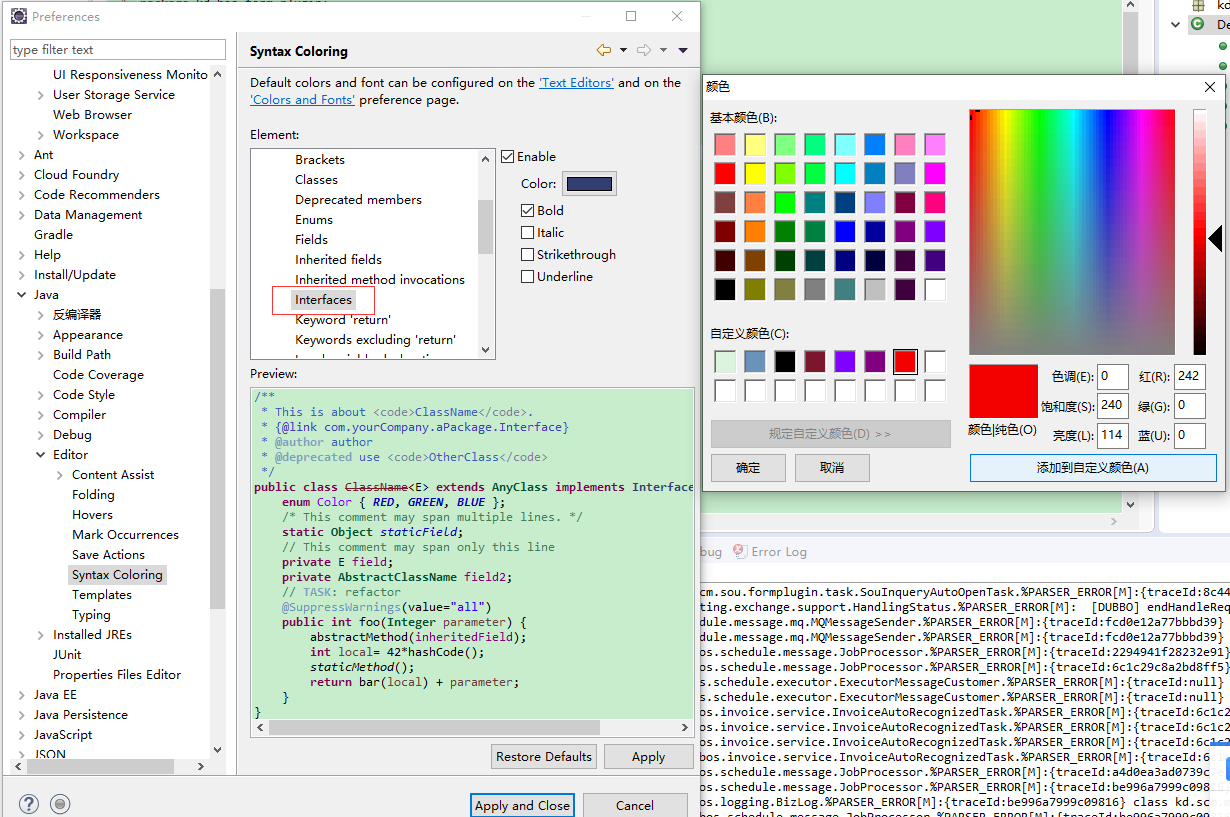 Preferences
type filter text
UI Responsiveness Monito
User Storage Service
Web Browser
Workspace
Ant
Cloud Foundry
Code Recommenders
Data Management
Gradle
Help
Install/Update
Java
反编译器
Appearance
Build Path
Code Coverage
Code Style
Compiler
Debug
Editor
Content Assist
Folding
Hovers
Mark Occurrences
Save Actions
Syntax Coloring
Templates
Typing
Installed JREs
JUnit
Properties Files Editor
Java EE
Java Persistence
JavaScript
JSON
Syntax Coloring
Default colors and font can be configured on the 'Text Editors' and on the
'Colors and Fonts' preference page.
Element:
Brackets
Classes
Deprecated members
Enums
Fields
Inherited fields
Inherited method invocations
Interfaces
Keyword 'return'
Keywords excluding 'return'
Enable
Color:
Bold
Italic
Strikethrough
Underline
Preview:
/**
* This is about <code>ClassName</code>.
* {@link com.yourCompany.aPackage.Interface}
* @author author
* @deprecated use <code>OtherClass</code>
*/
public class ClassName<E> extends AnyClass implements Interface
enum Color { RED, GREEN, BLUE };
/* This comment may span multiple lines. */
static Object staticField;
// This comment may span only this line
private E field;
private AbstractClassName field2;
// TASK: refactor
@SuppressWarnings(value="all")
public int foo(Integer parameter) {
abstractMethod(inheritedField);
int local= 42*hashCode();
staticMethod();
return bar(local) + parameter;
}
}
Restore Defaults
Apply
Apply and Close
Cancel
kd
De
颜色
基本颜色(B):
自定义颜色(C):
规定自定义颜色(D) >>
确定
取消
颜色|纯色(O)
色调(E): 0
红(R): 242
饱和度(S): 240
绿(G): 0
亮度(L): 114
蓝(U): 0
添加到自定义颜色(A)
bug
Error Log
cm.sou.formplugin.task.SouInqueryAutoOpenTask.%PARSER_ERROR[M]:{traceId:8c44
ting.exchange.support.HandlingStatus.%PARSER_ERROR[M]: [DUBBO] endHandleReq
dule.message.mq.MQMessageSender.%PARSER_ERROR[M]:{traceId:fcd0e12a77bbbd39}
dule.message.mq.MQMessageSender.%PARSER_ERROR[M]:{traceId:fcd0e12a77bbbd39}
os.schedule.message.JobProcessor.%PARSER_ERROR[M]:{traceId:2294941f28232e91}
os.schedule.message.JobProcessor.%PARSER_ERROR[M]:{traceId:6c1c29c8a2bd8ff5}
s.schedule.executor.ExecutorMessageCustomer.%PARSER_ERROR[M]:{traceId:null}
s.schedule.executor.ExecutorMessageCustomer.%PARSER_ERROR[M]:{traceId:null}
os.invoice.service.InvoiceAutoRecognizedTask.%PARSER_ERROR[M]:{traceId:6c1c2
os.invoice.service.InvoiceAutoRecognizedTask.%PARSER_ERROR[M]:{traceId:6c1c2
os.invoice.service.InvoiceAutoRecognizedTask.%PARSER_ERROR[M]:{traceId:6c1c2
os.invoice.service.InvoiceAutoRecognizedTask.%PARSER_ERROR[M]:{traceId:
os.schedule.message.JobProcessor.%PARSER_ERROR[M]:{traceId:a4d0ea3ad0739c
os.schedule.message.JobProcessor.%PARSER_ERROR[M]:{traceId:be996a7999c09816}
os.logging.BizLog.%PARSER_ERROR[M]:{traceId:be996a7999c09816} class kd.scm.
os.schedule.message.JobProcessor.%PARSER_ERROR[M]:{traceId:be996a7999c09